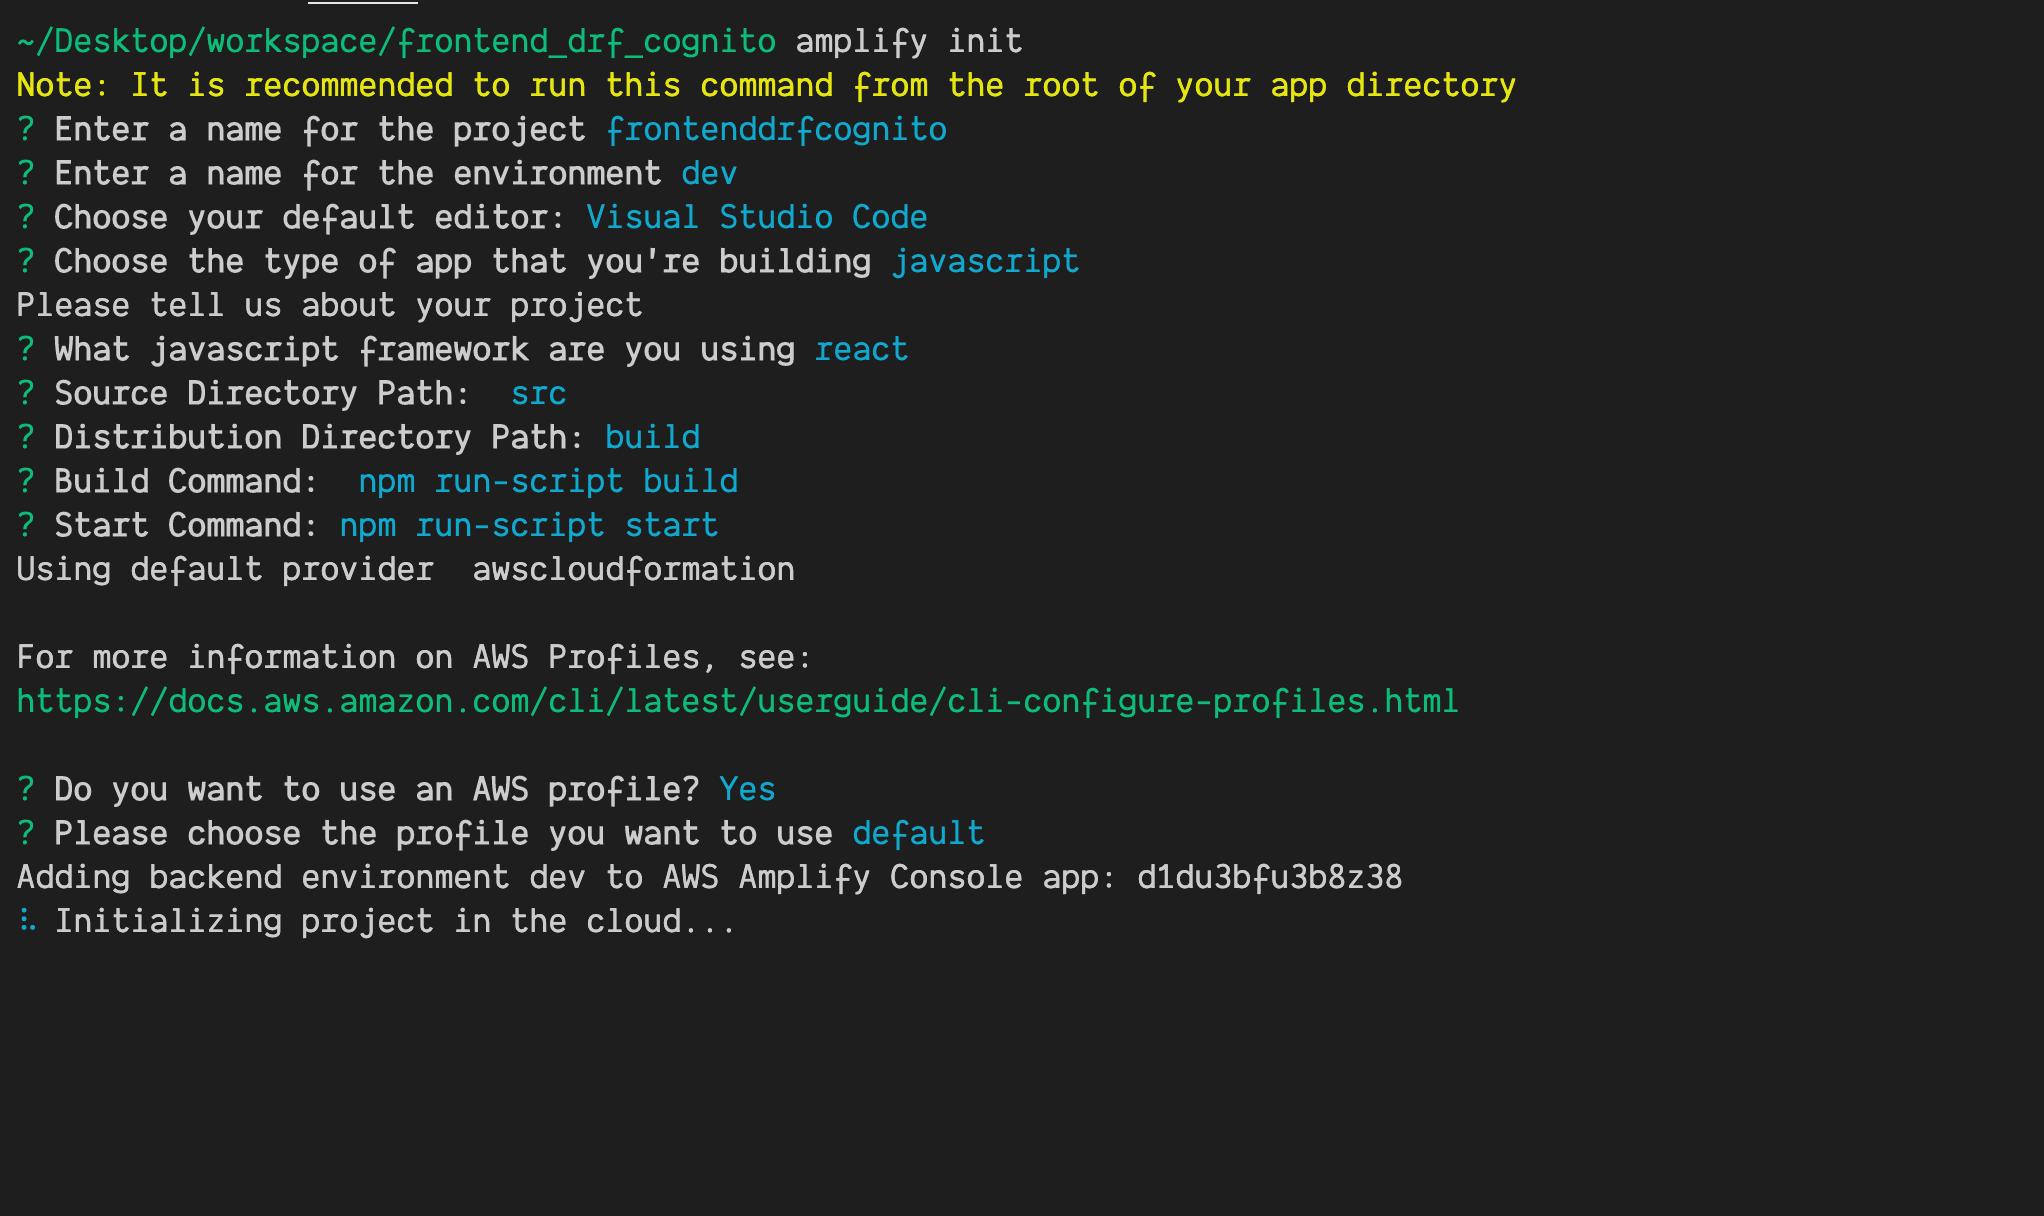 ~/Desktop/workspace/frontend_drf_cognito amplify init
Note: It is recommended to run this command from the root of your app directory
? Enter a name for the project frontenddrfcognito
? Enter a name for the environment dev
? Choose your default editor: Visual Studio Code
? Choose the type of app that you're building javascript
Please tell us about your project
? What javascript framework are you using react
? Source Directory Path:  src
? Distribution Directory Path: build
? Build Command:  npm run-script build
? Start Command: npm run-script start
Using default provider  awscloudformation
For more information on AWS Profiles, see:
https://docs.aws.amazon.com/cli/latest/userguide/cli-configure-profiles.html
? Do you want to use an AWS profile? Yes
? Please choose the profile you want to use default
Adding backend environment dev to AWS Amplify Console app: d1du3bfu3b8z38
⠧ Initializing project in the cloud...